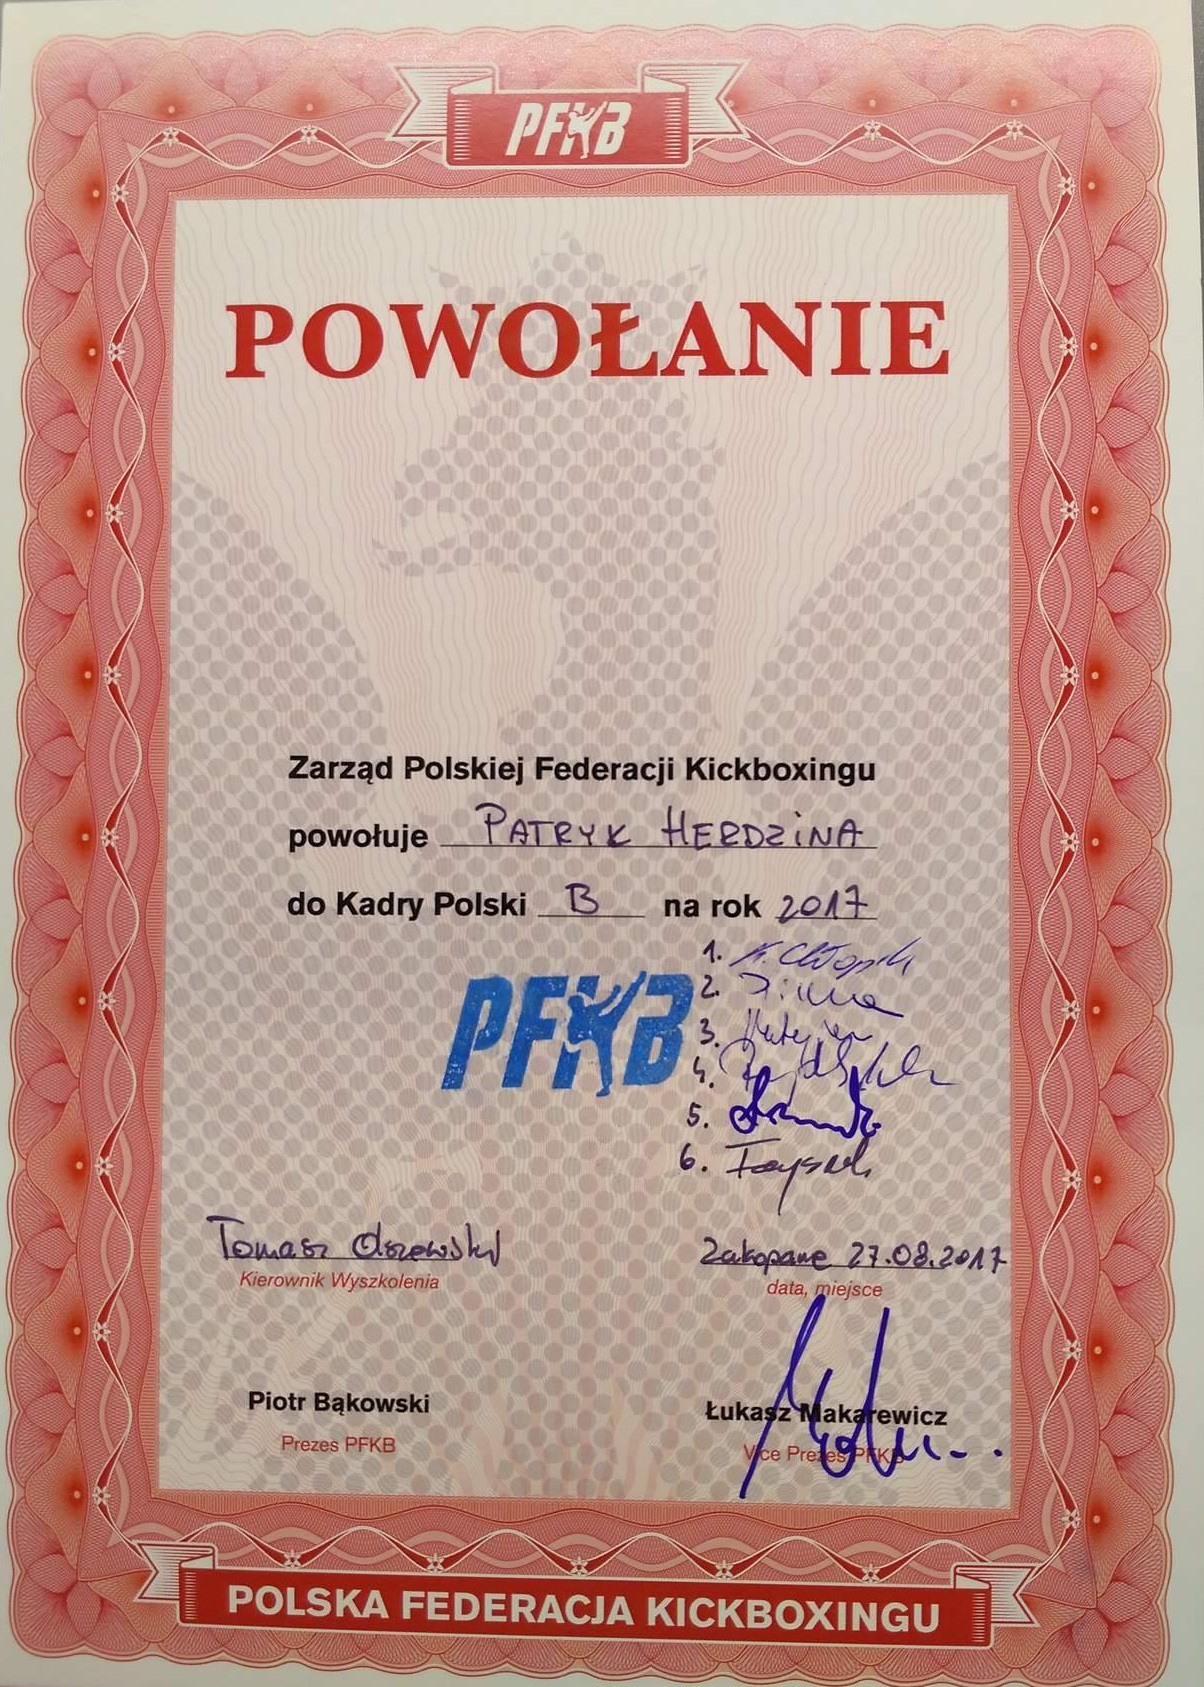 PFKB
POWOŁANIE
Zarząd Polskiej Federacji Kickboxingu
powołuje PATRYK HERDZINA
do Kadry Polski B na rok 2017
1. K. Chłopik
2.
3.
PFKB
4.
5.
6.
Tomasz Olszewski Zakopane 27.08.2017
Kierownik Wyszkolenia data, miejsce
Piotr Bąkowski Łukasz Makarewicz
Prezes PFKB Vice Prezes PFKB
POLSKA FEDERACJA KICKBOXINGU